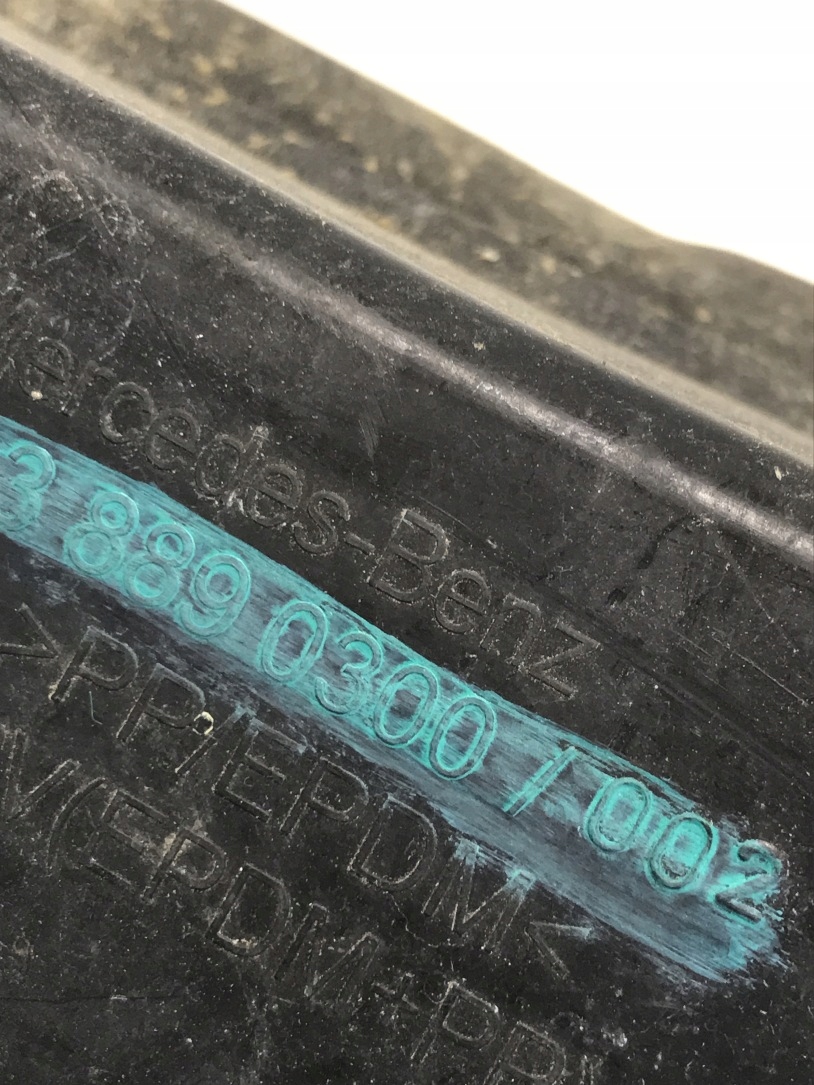 Mercedes-Benz
3 889 0300 / 002
>PP/EPDM<
V(EPDM+PP